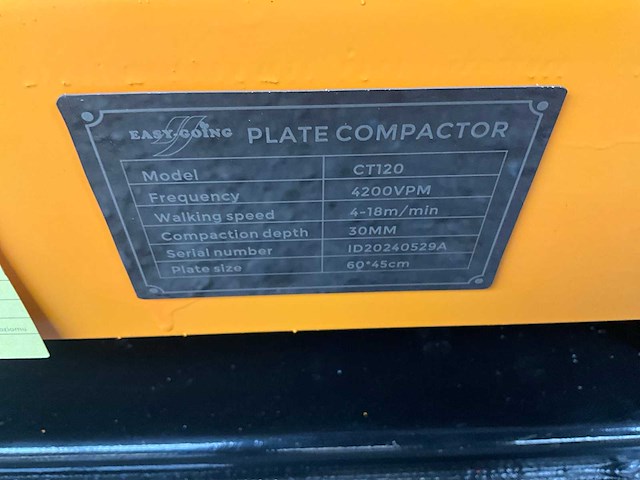 EASY-GOING PLATE COMPACTOR
Model CT120
Frequency 4200VPM
Walking speed 4-18m/min
Compaction depth 30MM
Serial number ID20240529A
Plate size 60*45cm